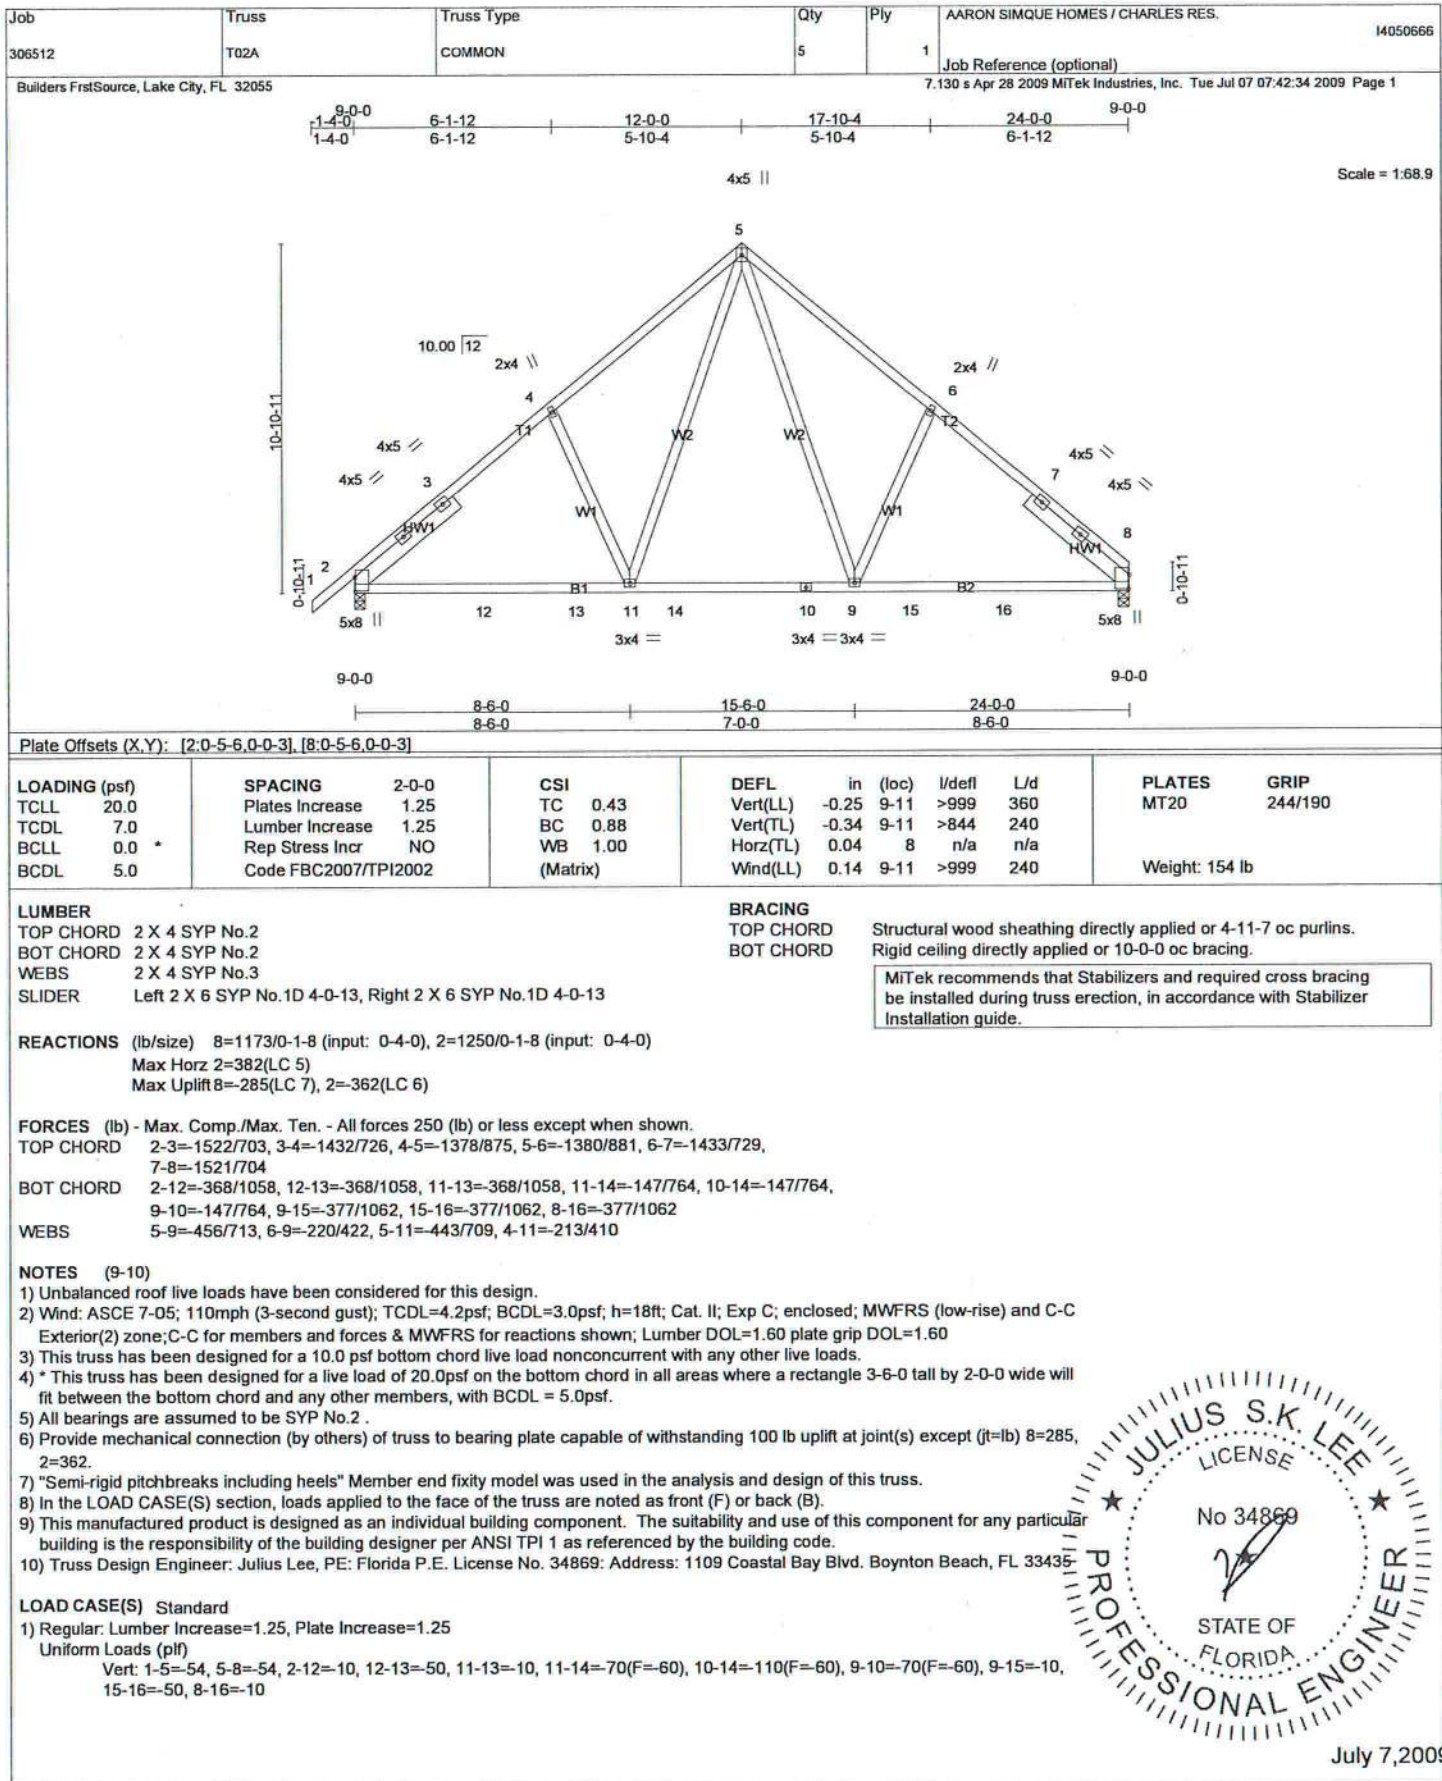 Job Truss Truss Type Qty Ply AARON SIMQUE HOMES / CHARLES RES.
I4050666
306512 T02A COMMON 5 1
Job Reference (optional)
Builders FrstSource, Lake City, FL 32055 7.130 s Apr 28 2009 MiTek Industries, Inc. Tue Jul 07 07:42:34 2009 Page 1
9-0-0 9-0-0
-1-4-0 6-1-12 12-0-0 17-10-4 24-0-0
1-4-0 6-1-12 5-10-4 5-10-4 6-1-12
Scale = 1:68.9
4x5 ||
5
10.00 12
2x4 \\
2x4 //
4
6
T1
T2
10-10-11
W2
W2
4x5 //
4x5 \\
4x5 //
3
7
4x5 \\
W1
W1
HW1
HW1
8
2
1
0-10-11
0-10-11
B1
B2
5x8 ||
12 13 11 14 10 9 15 16
5x8 ||
3x4 =
3x4 = 3x4 =
9-0-0 9-0-0
8-6-0 15-6-0 24-0-0
8-6-0 7-0-0 8-6-0
Plate Offsets (X,Y): [2:0-5-6,0-0-3], [8:0-5-6,0-0-3]
LOADING (psf) SPACING 2-0-0 CSI DEFL in (loc) l/defl L/d PLATES GRIP
TCLL 20.0 Plates Increase 1.25 TC 0.43 Vert(LL) -0.25 9-11 >999 360 MT20 244/190
TCDL 7.0 Lumber Increase 1.25 BC 0.88 Vert(TL) -0.34 9-11 >844 240
BCLL 0.0 * Rep Stress Incr NO WB 1.00 Horz(TL) 0.04 8 n/a n/a
BCDL 5.0 Code FBC2007/TPI2002 (Matrix) Wind(LL) 0.14 9-11 >999 240 Weight: 154 lb
LUMBER
TOP CHORD 2 X 4 SYP No.2
BOT CHORD 2 X 4 SYP No.2
WEBS 2 X 4 SYP No.3
SLIDER Left 2 X 6 SYP No.1D 4-0-13, Right 2 X 6 SYP No.1D 4-0-13
BRACING
TOP CHORD Structural wood sheathing directly applied or 4-11-7 oc purlins.
BOT CHORD Rigid ceiling directly applied or 10-0-0 oc bracing.
MiTek recommends that Stabilizers and required cross bracing
be installed during truss erection, in accordance with Stabilizer
Installation guide.
REACTIONS (lb/size) 8=1173/0-1-8 (input: 0-4-0), 2=1250/0-1-8 (input: 0-4-0)
Max Horz 2=382(LC 5)
Max Uplift 8=-285(LC 7), 2=-362(LC 6)
FORCES (lb) - Max. Comp./Max. Ten. - All forces 250 (lb) or less except when shown.
TOP CHORD 2-3=-1522/703, 3-4=-1432/726, 4-5=-1378/875, 5-6=-1380/881, 6-7=-1433/729,
7-8=-1521/704
BOT CHORD 2-12=-368/1058, 12-13=-368/1058, 11-13=-368/1058, 11-14=-147/764, 10-14=-147/764,
9-10=-147/764, 9-15=-377/1062, 15-16=-377/1062, 8-16=-377/1062
WEBS 5-9=-456/713, 6-9=-220/422, 5-11=-443/709, 4-11=-213/410
NOTES (9-10)
1) Unbalanced roof live loads have been considered for this design.
2) Wind: ASCE 7-05; 110mph (3-second gust); TCDL=4.2psf; BCDL=3.0psf; h=18ft; Cat. II; Exp C; enclosed; MWFRS (low-rise) and C-C
Exterior(2) zone;C-C for members and forces & MWFRS for reactions shown; Lumber DOL=1.60 plate grip DOL=1.60
3) This truss has been designed for a 10.0 psf bottom chord live load nonconcurrent with any other live loads.
4) * This truss has been designed for a live load of 20.0psf on the bottom chord in all areas where a rectangle 3-6-0 tall by 2-0-0 wide will
fit between the bottom chord and any other members, with BCDL = 5.0psf.
5) All bearings are assumed to be SYP No.2 .
6) Provide mechanical connection (by others) of truss to bearing plate capable of withstanding 100 lb uplift at joint(s) except (jt=lb) 8=285,
2=362.
7) "Semi-rigid pitchbreaks including heels" Member end fixity model was used in the analysis and design of this truss.
8) In the LOAD CASE(S) section, loads applied to the face of the truss are noted as front (F) or back (B).
9) This manufactured product is designed as an individual building component. The suitability and use of this component for any particular
building is the responsibility of the building designer per ANSI TPI 1 as referenced by the building code.
10) Truss Design Engineer: Julius Lee, PE: Florida P.E. License No. 34869: Address: 1109 Coastal Bay Blvd. Boynton Beach, FL 33435
LOAD CASE(S) Standard
1) Regular: Lumber Increase=1.25, Plate Increase=1.25
Uniform Loads (plf)
Vert: 1-5=-54, 5-8=-54, 2-12=-10, 12-13=-50, 11-13=-10, 11-14=-70(F=-60), 10-14=-110(F=-60), 9-10=-70(F=-60), 9-15=-10,
15-16=-50, 8-16=-10
JULIUS S.K. LEE
LICENSE
No 34869
STATE OF
FLORIDA
PROFESSIONAL ENGINEER
July 7,2009